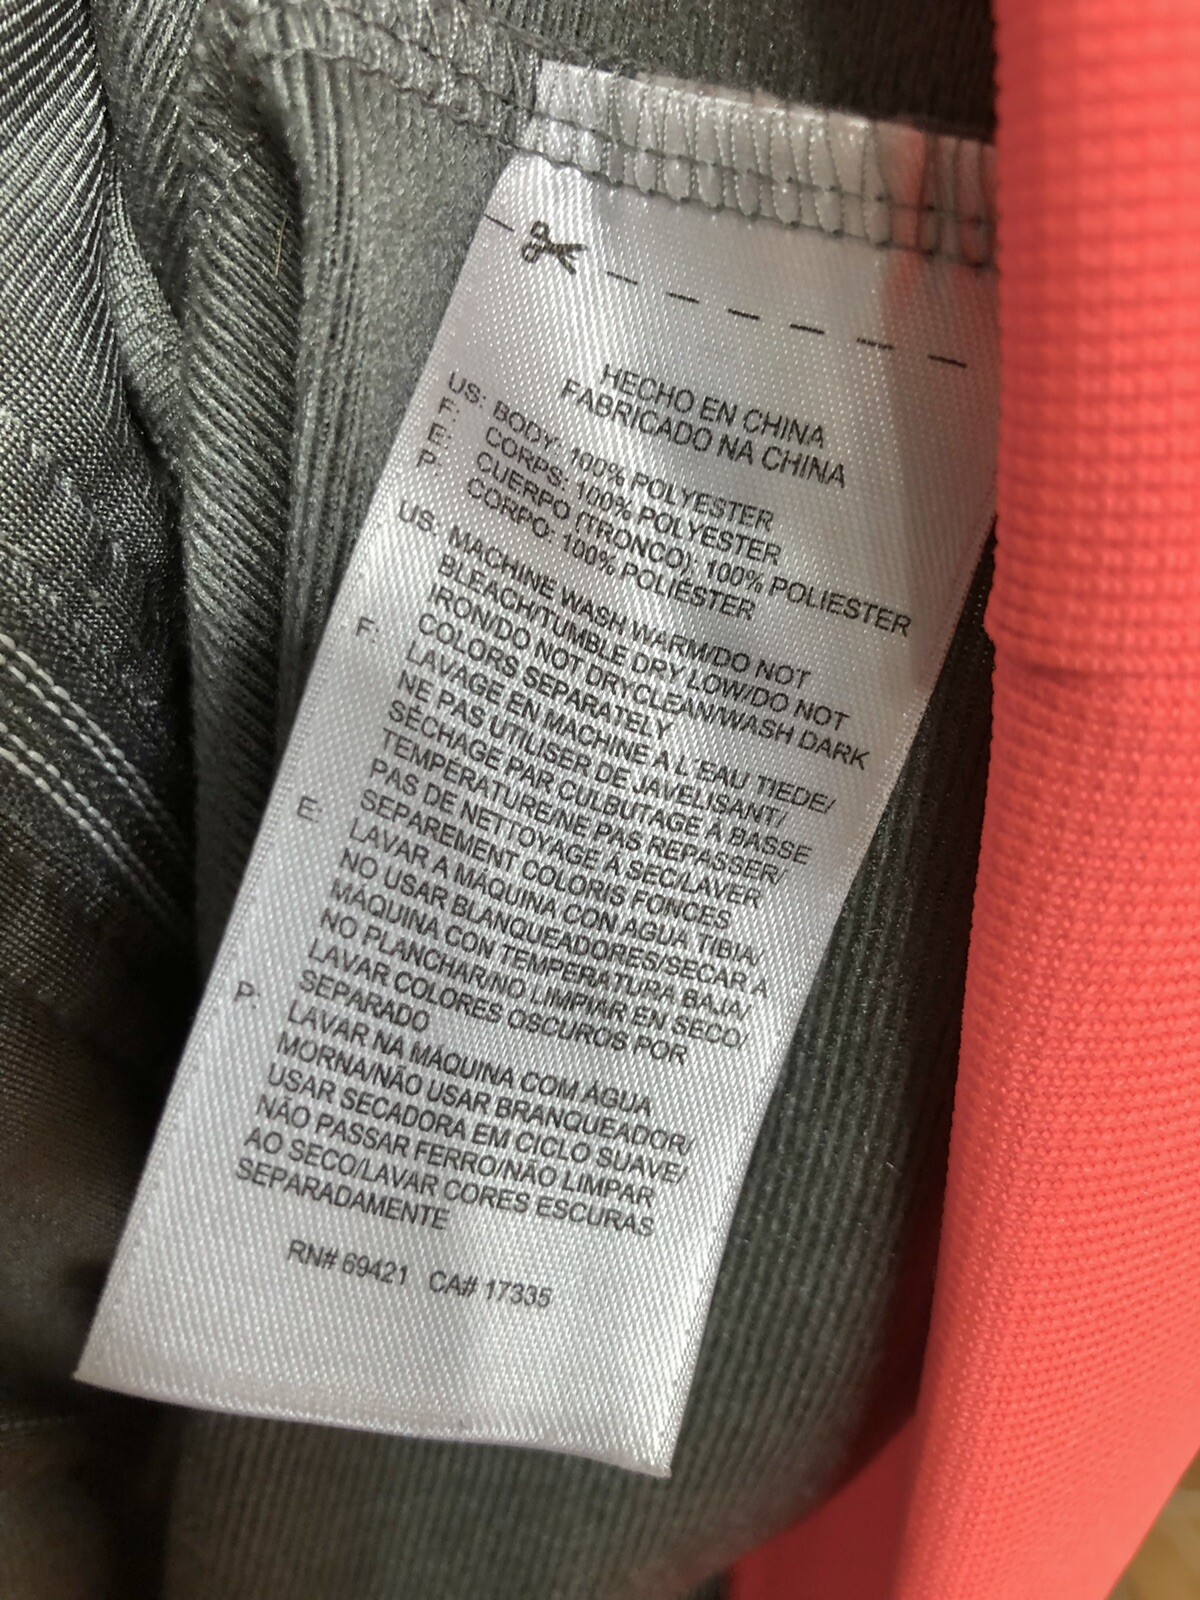 HECHO EN CHINA
FABRICADO NA CHINA
US: BODY: 100% POLYESTER
F: CORPS: 100% POLYESTER
E: CUERPO (TRONCO): 100% POLIESTER
P: CORPO: 100% POLIÉSTER
US: MACHINE WASH WARM/DO NOT
BLEACH/TUMBLE DRY LOW/DO NOT
IRON/DO NOT DRYCLEAN/WASH DARK
COLORS SEPARATELY
F: LAVAGE EN MACHINE A L'EAU TIEDE/
NE PAS UTILISER DE JAVELISANT/
SÉCHAGE PAR CULBUTAGE À BASSE
TEMPÉRATURE/NE PAS REPASSER/
PAS DE NETTOYAGE À SEC/LAVER
SEPAREMENT COLORIS FONCES
E: LAVAR A MAQUINA CON AGUA TIBIA
NO USAR BLANQUEADORES/SECAR A
MAQUINA CON TEMPERATURA BAJA/
NO PLANCHAR/NO LIMPIAR EN SECO/
LAVAR COLORES OSCUROS POR
SEPARADO
P: LAVAR NA MÁQUINA COM ÁGUA
MORNA/NÃO USAR BRANQUEADOR/
USAR SECADORA EM CICLO SUAVE/
NÃO PASSAR FERRO/NÃO LIMPAR
AO SECO/LAVAR CORES ESCURAS
SEPARADAMENTE
RN# 69421 CA# 17335